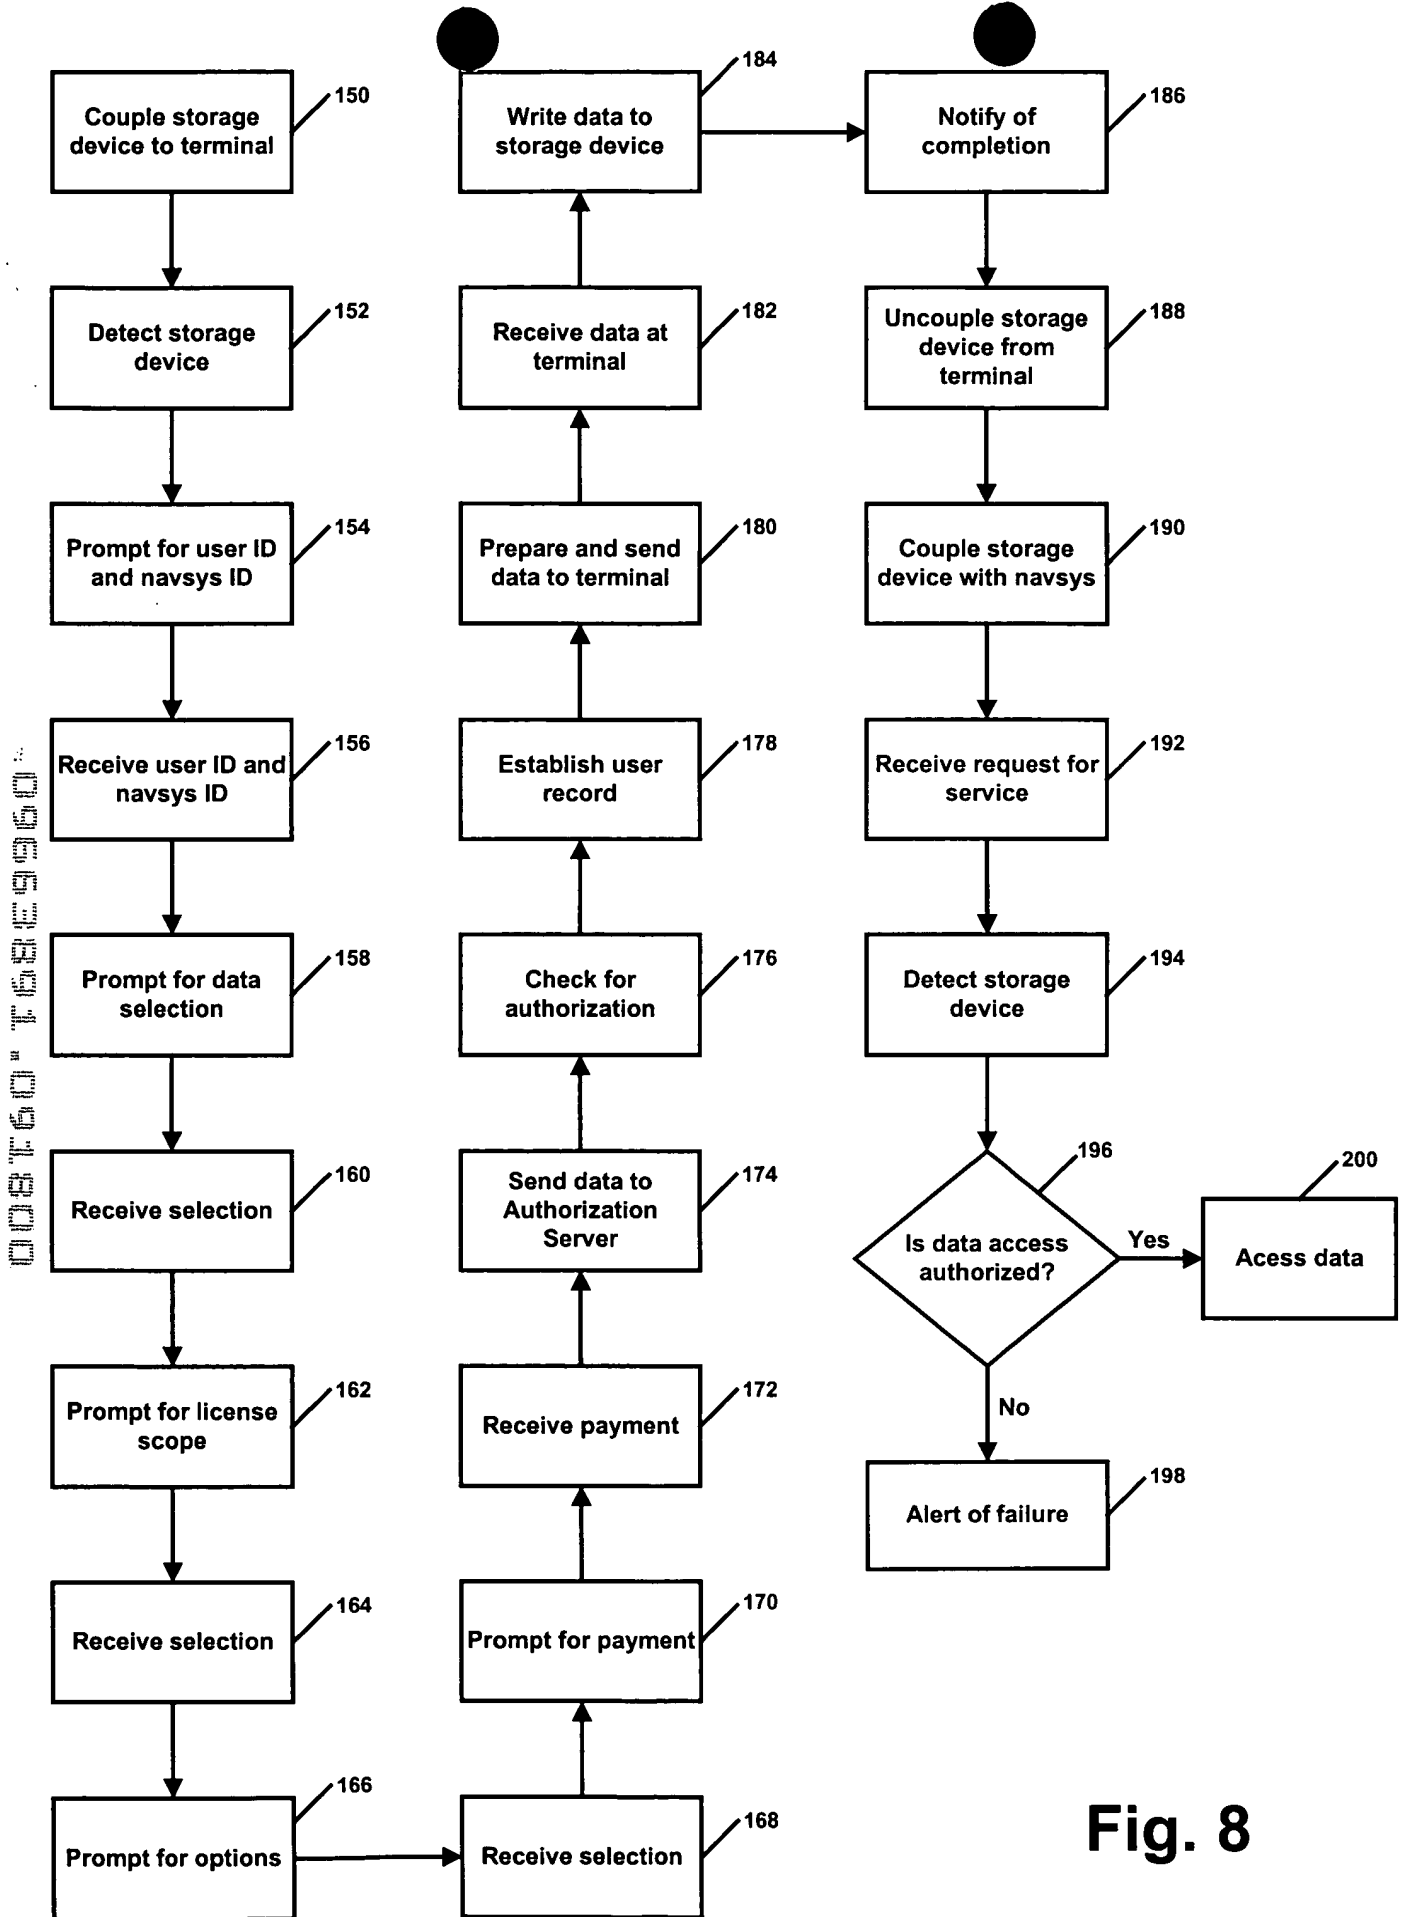 Couple storage
device to terminal
150
Detect storage
device
152
Prompt for user ID
and navsys ID
154
Receive user ID and
navsys ID
156
Prompt for data
selection
158
Receive selection
160
Prompt for license
scope
162
Receive selection
164
Prompt for options
166
Receive selection
168
Prompt for payment
170
Receive payment
172
Send data to
Authorization
Server
174
Check for
authorization
176
Establish user
record
178
Prepare and send
data to terminal
180
Receive data at
terminal
182
Write data to
storage device
184
Notify of
completion
186
Uncouple storage
device from
terminal
188
Couple storage
device with navsys
190
Receive request for
service
192
Detect storage
device
194
Is data access
authorized?
196
Yes
Acess data
200
No
Alert of failure
198
Fig. 8